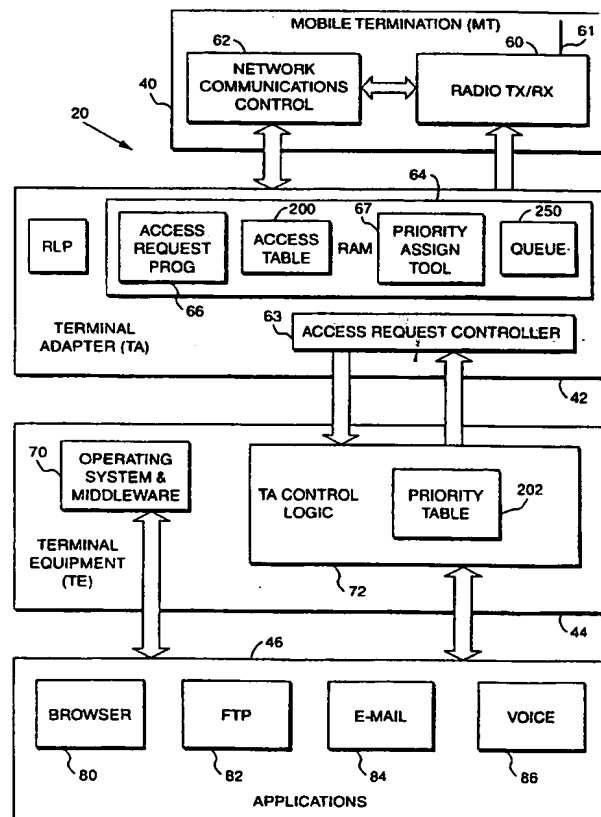 MOBILE TERMINATION (MT)
61
62
60
NETWORK
COMMUNICATIONS
CONTROL
RADIO TX/RX
40
20
64
RLP
ACCESS
REQUEST
PROG
66
200
ACCESS
TABLE
RAM
67
PRIORITY
ASSIGN
TOOL
250
QUEUE
63
ACCESS REQUEST CONTROLLER
TERMINAL
ADAPTER (TA)
42
70
OPERATING
SYSTEM &
MIDDLEWARE
TA CONTROL
LOGIC
PRIORITY
TABLE
202
TERMINAL
EQUIPMENT (TE)
72
44
46
BROWSER
FTP
E-MAIL
VOICE
80
82
84
86
APPLICATIONS